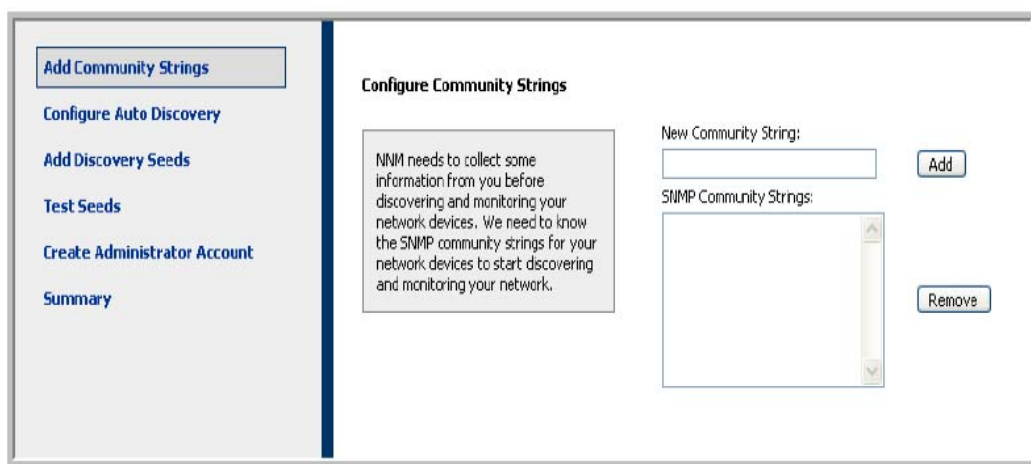 Add Community Strings
Configure Auto Discovery
Add Discovery Seeds
Test Seeds
Create Administrator Account
Summary
Configure Community Strings
NNM needs to collect some
information from you before
discovering and monitoring your
network devices. We need to know
the SNMP community strings for your
network devices to start discovering
and monitoring your network.
New Community String:
Add
SNMP Community Strings:
Remove